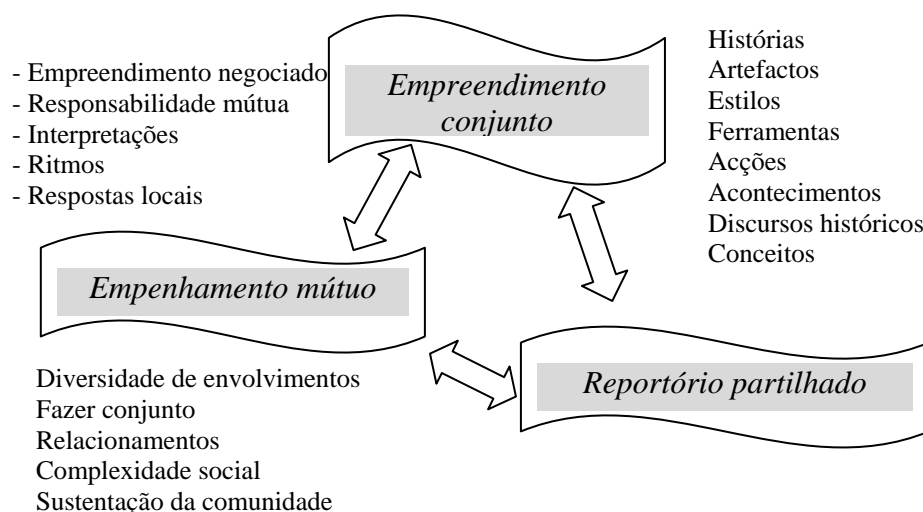 - Empreendimento negociado
- Responsabilidade mútua
- Interpretações
- Ritmos
- Respostas locais
Empreendimento
conjunto
Histórias
Artefactos
Estilos
Ferramentas
Acções
Acontecimentos
Discursos históricos
Conceitos
Empenhamento mútuo
Diversidade de envolvimentos
Fazer conjunto
Relacionamentos
Complexidade social
Sustentação da comunidade
Reportório partilhado